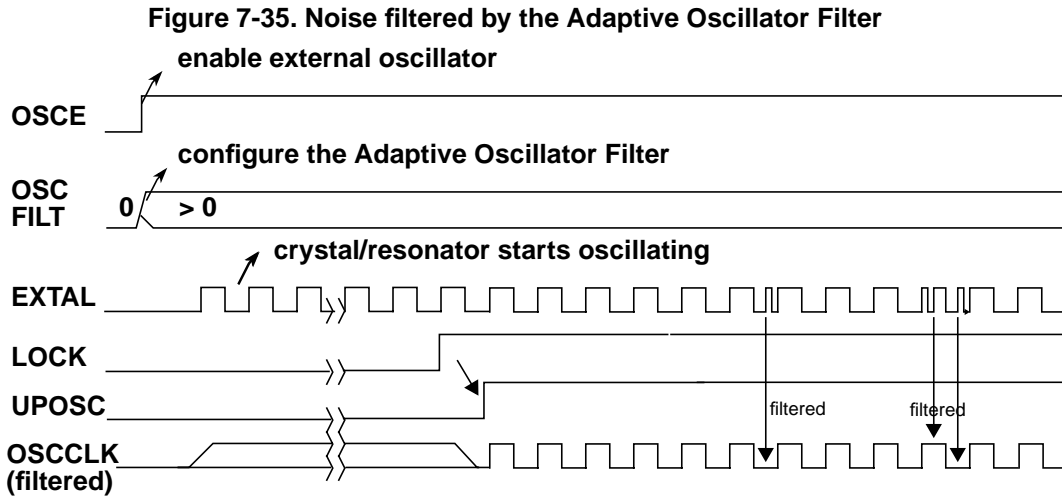 Figure 7-35. Noise filtered by the Adaptive Oscillator Filter
enable external oscillator
OSCE
configure the Adaptive Oscillator Filter
OSC
FILT
0 > 0
crystal/resonator starts oscillating
EXTAL
LOCK
UPOSC
filtered filtered
OSCCLK
(filtered)